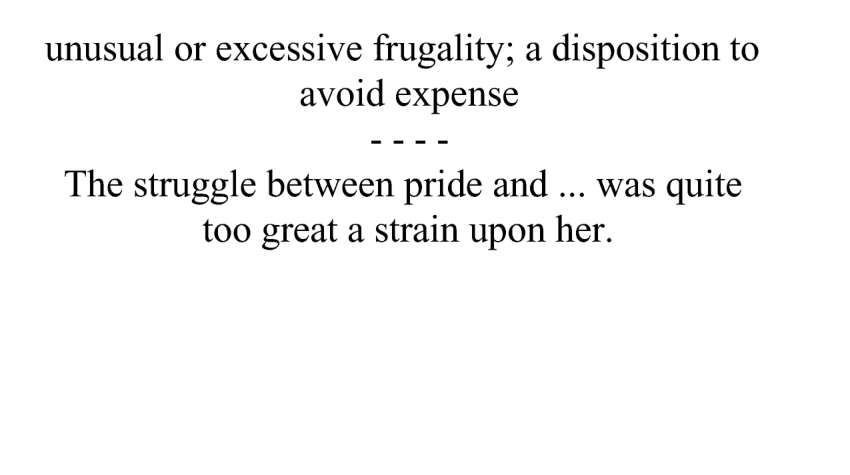 unusual or excessive frugality; a disposition to
avoid expense
- - - -
The struggle between pride and ... was quite
too great a strain upon her.